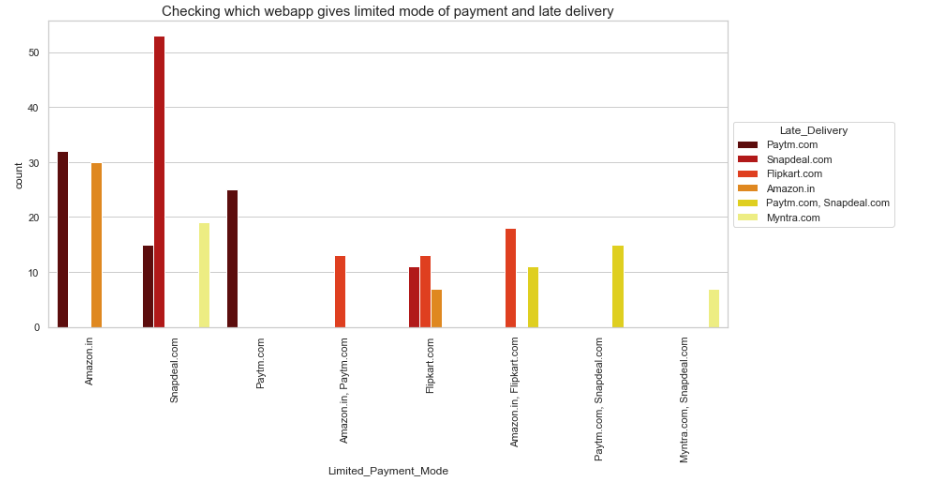 Checking which webapp gives limited mode of payment and late delivery
50
40
30
20
10
0
count
Amazon.in
Snapdeal.com
Paytm.com
Amazon.in, Paytm.com
Flipkart.com
Amazon.in, Flipkart.com
Paytm.com, Snapdeal.com
Myntra.com, Snapdeal.com
Limited_Payment_Mode
Late_Delivery
Paytm.com
Snapdeal.com
Flipkart.com
Amazon.in
Paytm.com, Snapdeal.com
Myntra.com